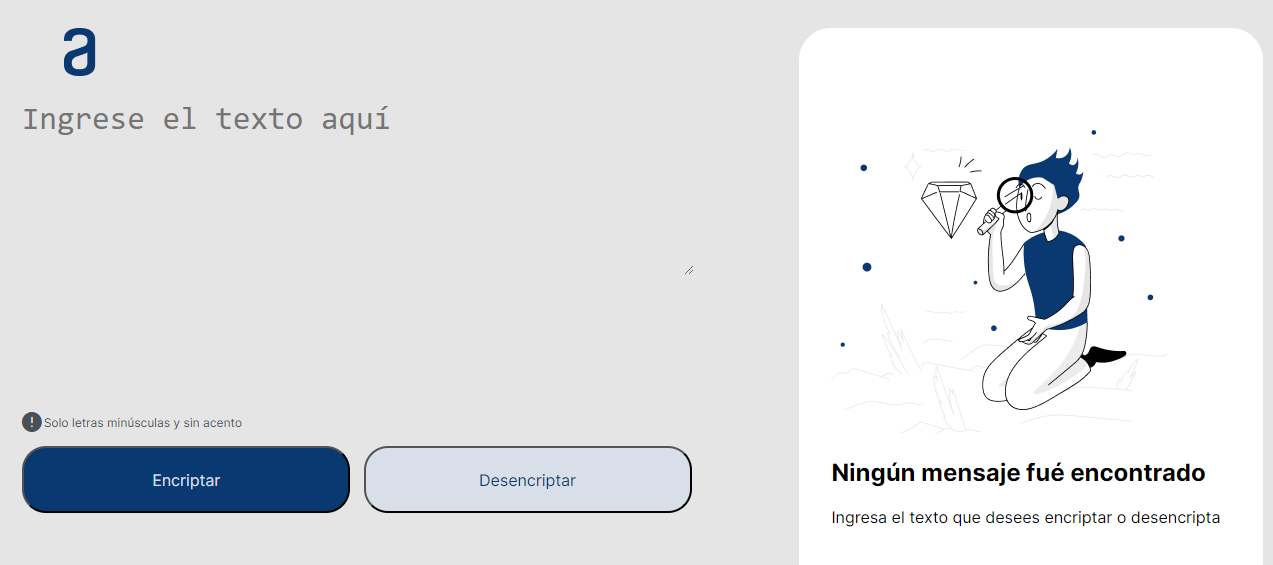 a
Ingrese el texto aquí
Solo letras minúsculas y sin acento
Encriptar
Desencriptar
Ningún mensaje fué encontrado
Ingresa el texto que desees encriptar o desencripta